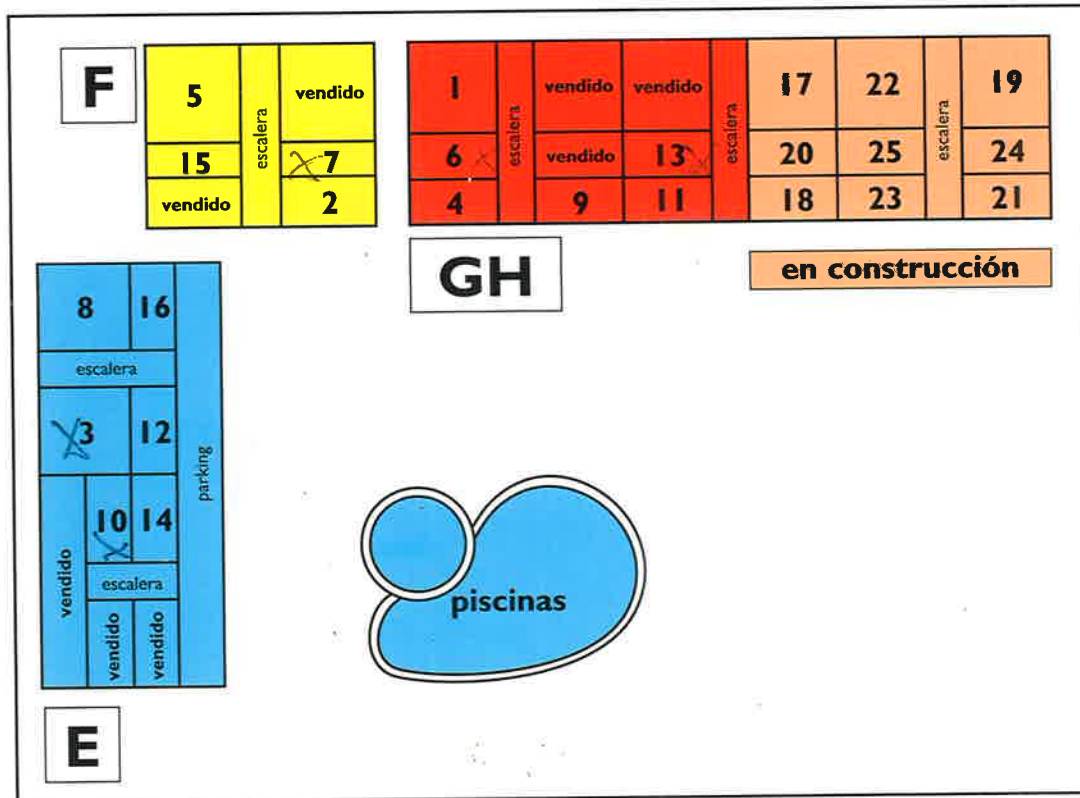 F
5
escalera
vendido
15
7
vendido
2
1
escalera
vendido
vendido
escalera
17
22
escalera
19
6
vendido
13
20
25
24
4
9
11
18
23
21
GH
en construcción
8
16
escalera
3
12
parking
vendido
10
14
escalera
vendido
vendido
piscinas
E